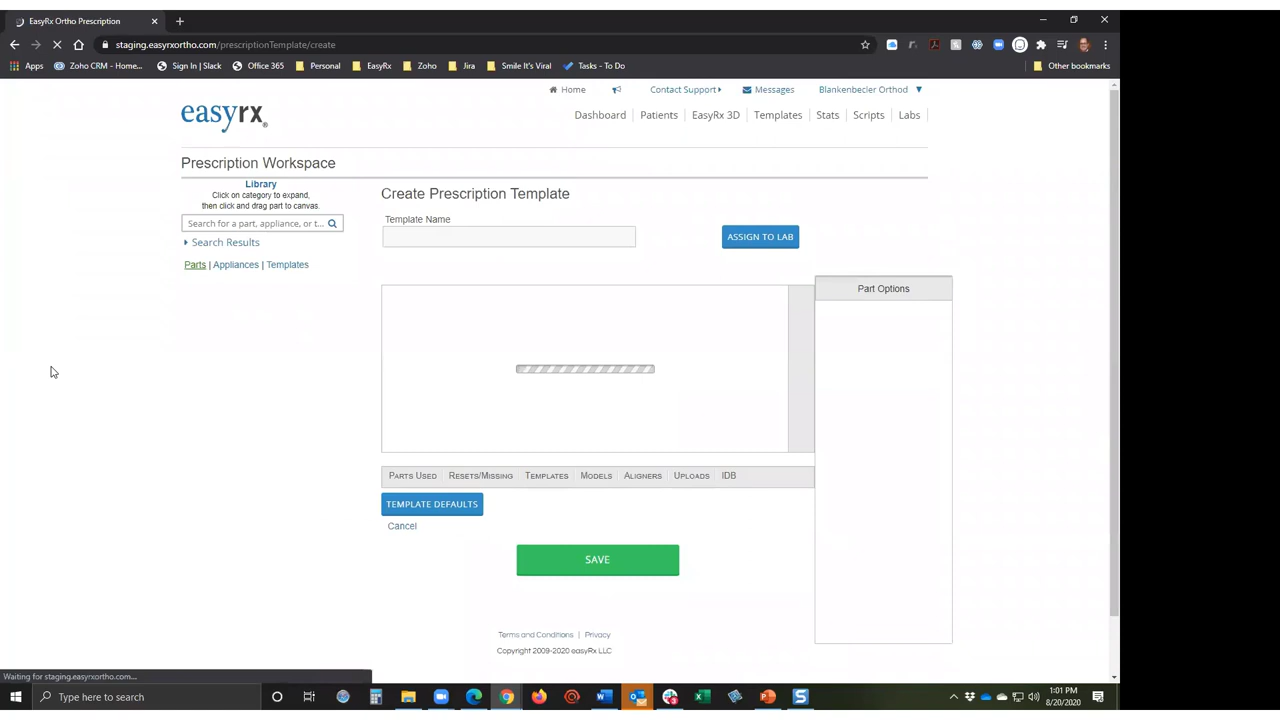 EasyRx Ortho Prescription
staging.easyrxortho.com/prescriptionTemplate/create
Apps Zoho CRM - Home... Sign In | Slack Office 365 Personal EasyRx Zoho Jira Smile It's Viral Tasks - To Do Other bookmarks
Home Contact Support Messages Blankenbecler Orthod
easyrx®
Dashboard Patients EasyRx 3D Templates Stats Scripts Labs
Prescription Workspace
Library
Click on category to expand,
then click and drag part to canvas.
Search for a part, appliance, or t...
Search Results
Parts | Appliances | Templates
Create Prescription Template
Template Name
ASSIGN TO LAB
Part Options
PARTS USED RESETS/MISSING TEMPLATES MODELS ALIGNERS UPLOADS IDB
TEMPLATE DEFAULTS
Cancel
SAVE
Terms and Conditions | Privacy
Copyright 2009-2020 easyRx LLC
Waiting for staging.easyrxortho.com...
Type here to search
1:01 PM
8/20/2020